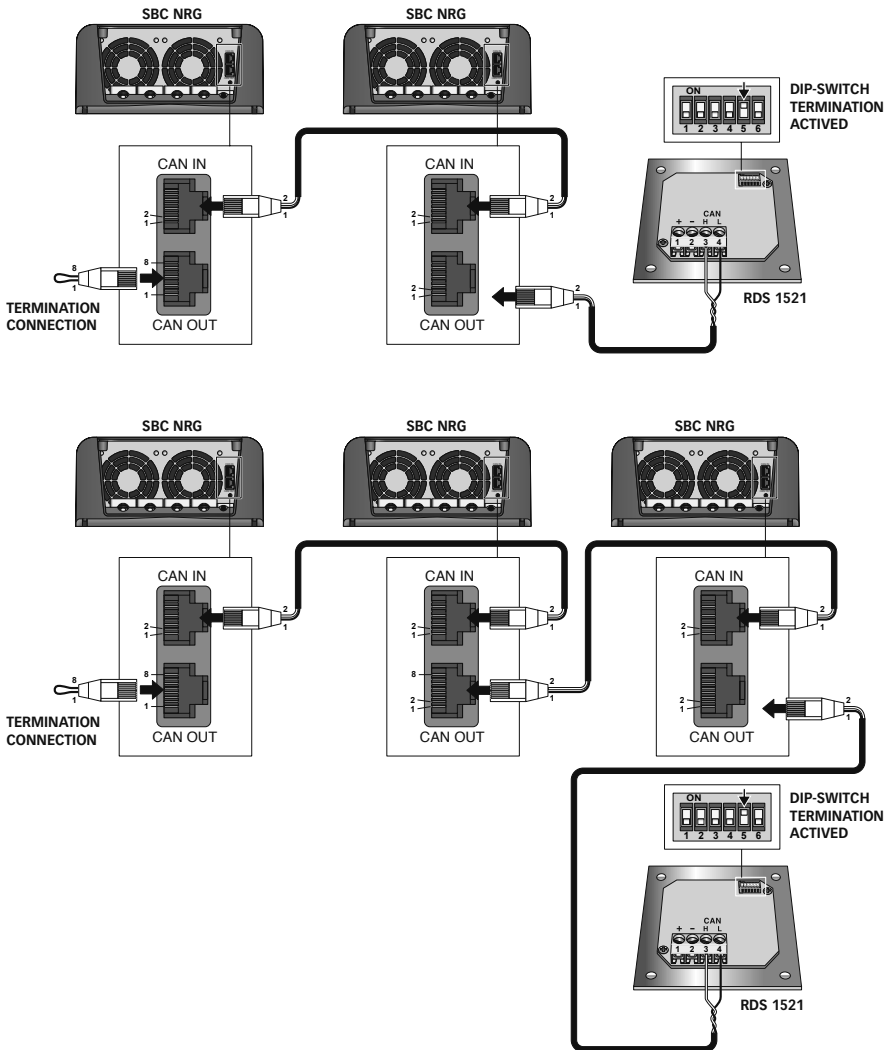 SBC NRG
SBC NRG
ON
1 2 3 4 5 6
DIP-SWITCH
TERMINATION
ACTIVED
CAN IN
2
1
2
1
8
1
8
1
TERMINATION
CONNECTION
CAN OUT
CAN IN
2
1
2
1
2
1
2
1
CAN OUT
CAN
+ − H L
1 2 3 4
RDS 1521
SBC NRG
SBC NRG
SBC NRG
CAN IN
2
1
2
1
8
1
8
1
TERMINATION
CONNECTION
CAN OUT
CAN IN
2
1
2
1
8
2
1
2
1
CAN OUT
CAN IN
2
1
2
1
2
1
CAN OUT
ON
1 2 3 4 5 6
DIP-SWITCH
TERMINATION
ACTIVED
CAN
+ − H L
1 2 3 4
RDS 1521